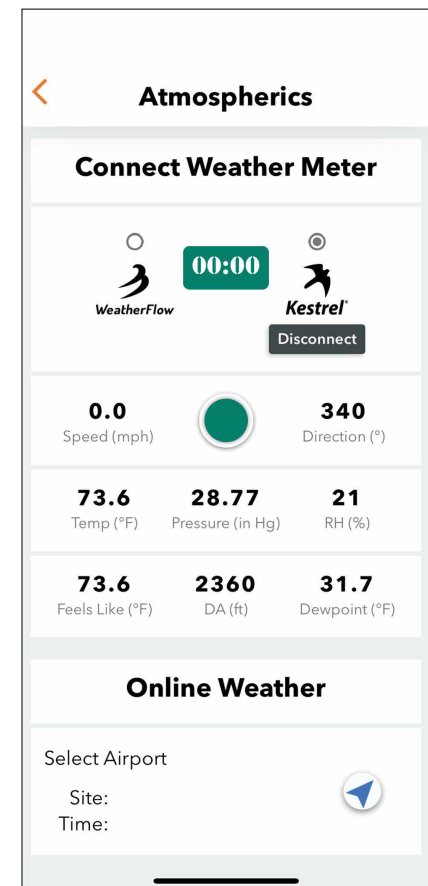 Atmospherics
Connect Weather Meter
00:00
WeatherFlow
Kestrel®
Disconnect
0.0 340
Speed (mph) Direction (°)
73.6 28.77 21
Temp (°F) Pressure (in Hg) RH (%)
73.6 2360 31.7
Feels Like (°F) DA (ft) Dewpoint (°F)
Online Weather
Select Airport
Site:
Time: